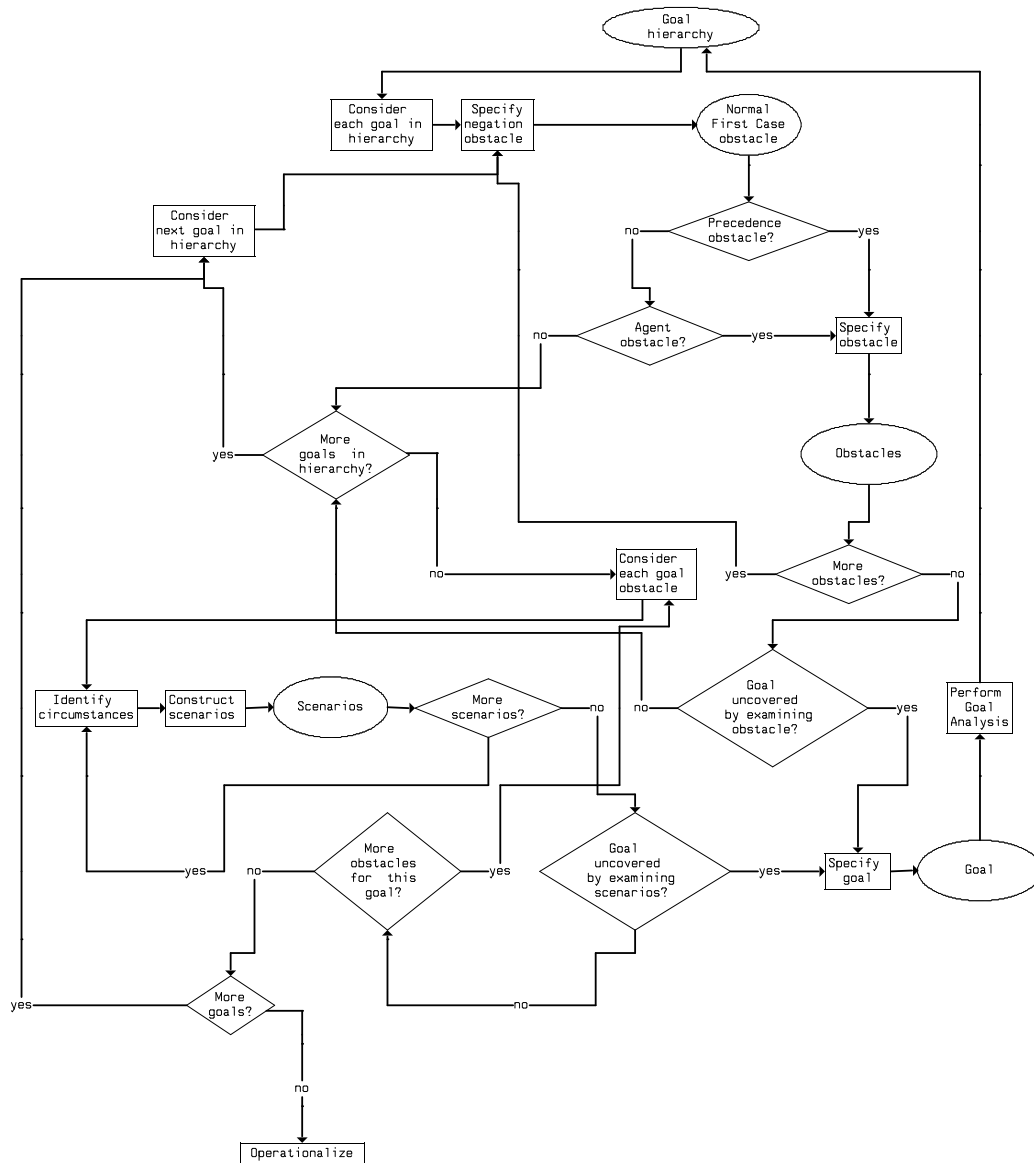 Goal
hierarchy
Consider
each goal in
hierarchy
Specify
negation
obstacle
Normal
First Case
obstacle
Consider
next goal in
hierarchy
Precedence
obstacle?
no
yes
Agent
obstacle?
no
yes
Specify
obstacle
More
goals in
hierarchy?
yes
no
Obstacles
Consider
each goal
obstacle
More
obstacles?
yes
no
Identify
circumstances
Construct
scenarios
Scenarios
More
scenarios?
no
yes
Goal
uncovered
by examining
obstacle?
no
yes
Perform
Goal
Analysis
More
obstacles
for this
goal?
no
yes
Goal
uncovered
by examining
scenarios?
yes
no
Specify
goal
Goal
More
goals?
yes
no
Operationalize